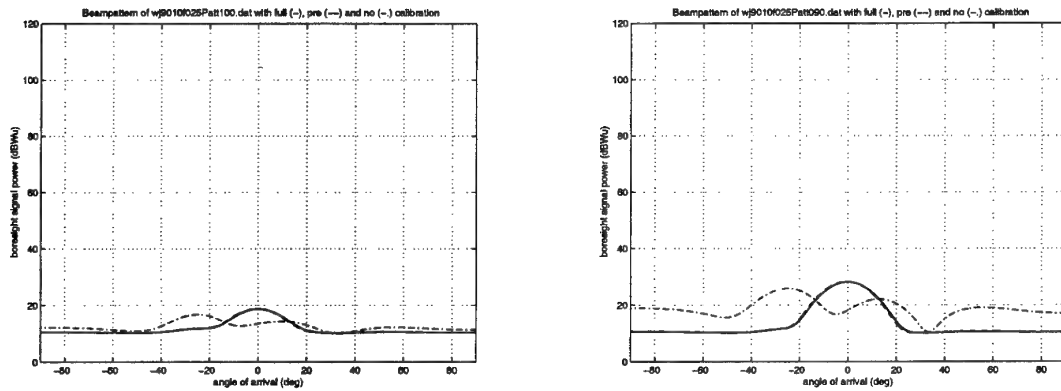 Beampattern of wj9010f025Patt100.dat with full (-), pre (--) and no (-.) calibration
120
100
80
60
40
20
0
boresight signal power (dBWu)
-80 -60 -40 -20 0 20 40 60 80
angle of arrival (deg)
Beampattern of wj9010f025Patt090.dat with full (-), pre (--) and no (-.) calibration
120
100
80
60
40
20
0
boresight signal power (dBWu)
-80 -60 -40 -20 0 20 40 60 80
angle of arrival (deg)